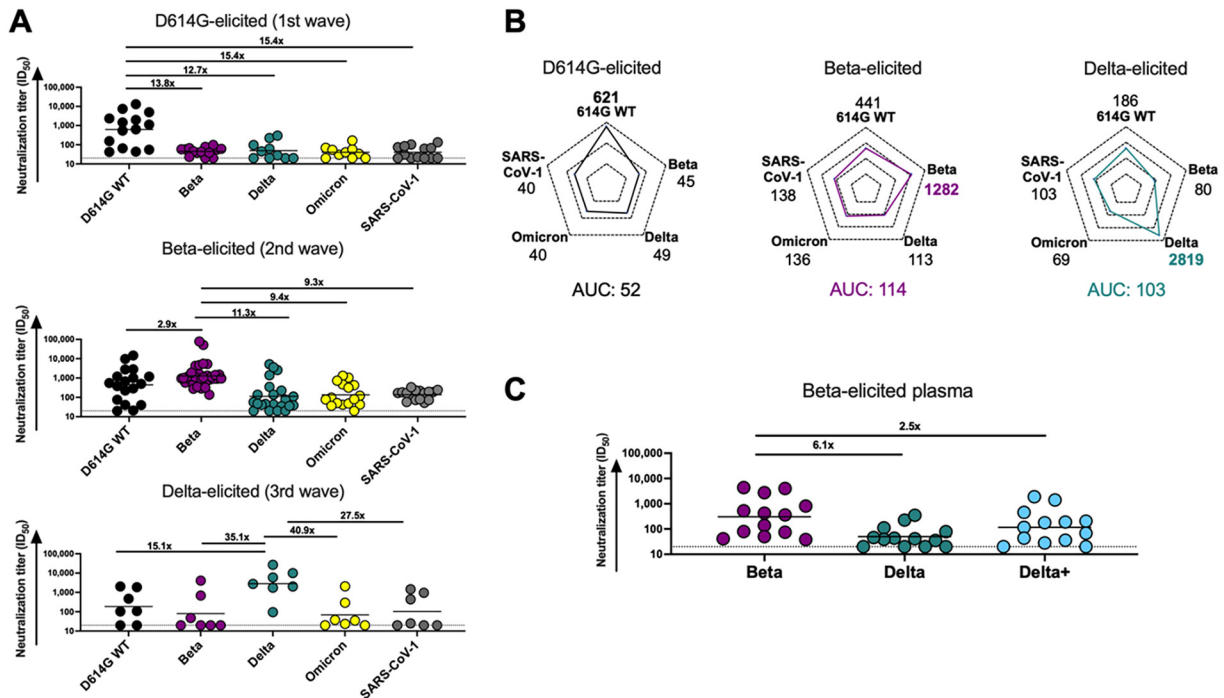 A
D614G-elicited (1st wave)
Neutralization titer (ID50)
15.4x
15.4x
12.7x
13.8x
100,000
10,000
1,000
100
10
D614G WT
Beta
Delta
Omicron
SARS-CoV-1
Beta-elicited (2nd wave)
Neutralization titer (ID50)
9.3x
9.4x
11.3x
2.9x
100,000
10,000
1,000
100
10
D614G WT
Beta
Delta
Omicron
SARS-CoV-1
Delta-elicited (3rd wave)
Neutralization titer (ID50)
27.5x
40.9x
35.1x
15.1x
100,000
10,000
1,000
100
10
D614G WT
Beta
Delta
Omicron
SARS-CoV-1
B
D614G-elicited
621
614G WT
SARS-
CoV-1
40
Beta
45
Omicron
40
Delta
49
AUC: 52
Beta-elicited
441
614G WT
SARS-
CoV-1
138
Beta
1282
Omicron
136
Delta
113
AUC: 114
Delta-elicited
186
614G WT
SARS-
CoV-1
103
Beta
80
Omicron
69
Delta
2819
AUC: 103
C
Beta-elicited plasma
Neutralization titer (ID50)
2.5x
6.1x
100,000
10,000
1,000
100
10
Beta
Delta
Delta+